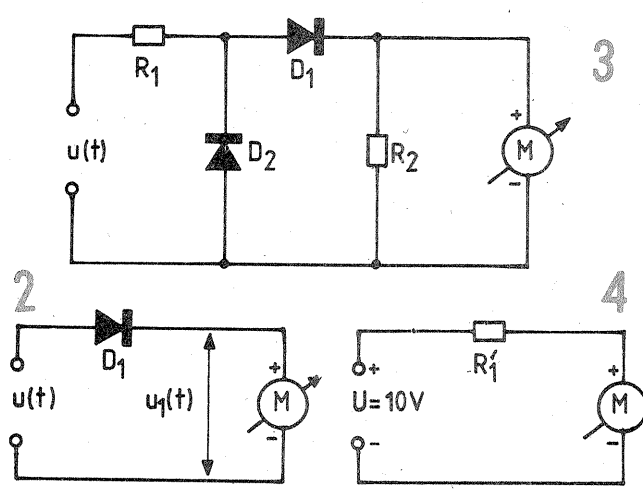 3
R1
D1
u(t)
D2
R2
+
M
-
2
D1
u(t)
u1(t)
+
M
-
4
R1'
+
U=10V
-
+
M
-